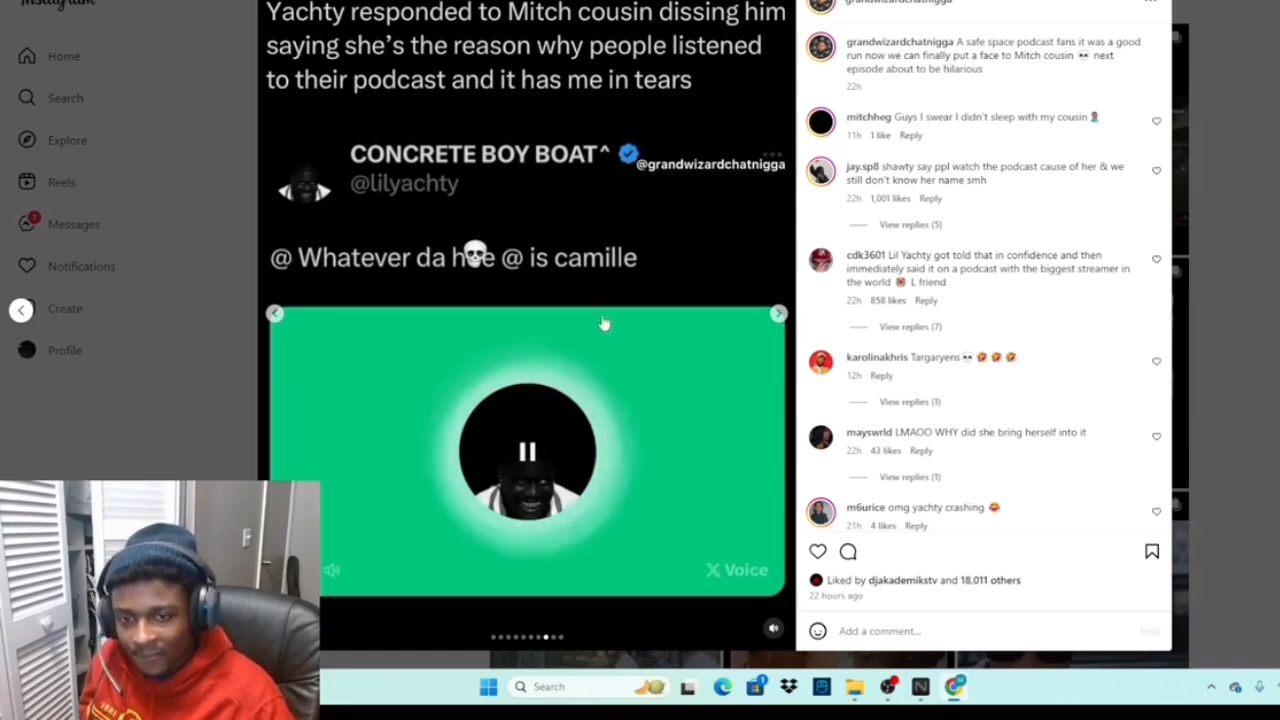 Instagram
Home
Search
Explore
Reels
1
Messages
Notifications
Create
Profile
Yachty responded to Mitch cousin dissing him
saying she's the reason why people listened
to their podcast and it has me in tears
CONCRETE BOY BOAT^
@grandwizardchatnigga
@lilyachty
@ Whatever da h💀e @ is camille
X Voice
grandwizardchatnigga
grandwizardchatnigga A safe space podcast fans it was a good
run now we can finally put a face to Mitch cousin 💀 next
episode about to be hilarious
22h
mitchheg Guys I swear I didn't sleep with my cousin
11h 1 like Reply
jay.sp8 shawty say ppl watch the podcast cause of her & we
still don't know her name smh
22h 1,001 likes Reply
View replies (5)
cdk3601 Lil Yachty got told that in confidence and then
immediately said it on a podcast with the biggest streamer in
the world L friend
22h 858 likes Reply
View replies (7)
karolinakhris Targaryens💀🤣🤣🤣
12h Reply
View replies (1)
mayswrld LMAOO WHY did she bring herself into it
22h 43 likes Reply
View replies (1)
m6urice omg yachty crashing 😂
21h 4 likes Reply
Liked by djakademikstv and 18,011 others
22 hours ago
Add a comment...
Post
Search